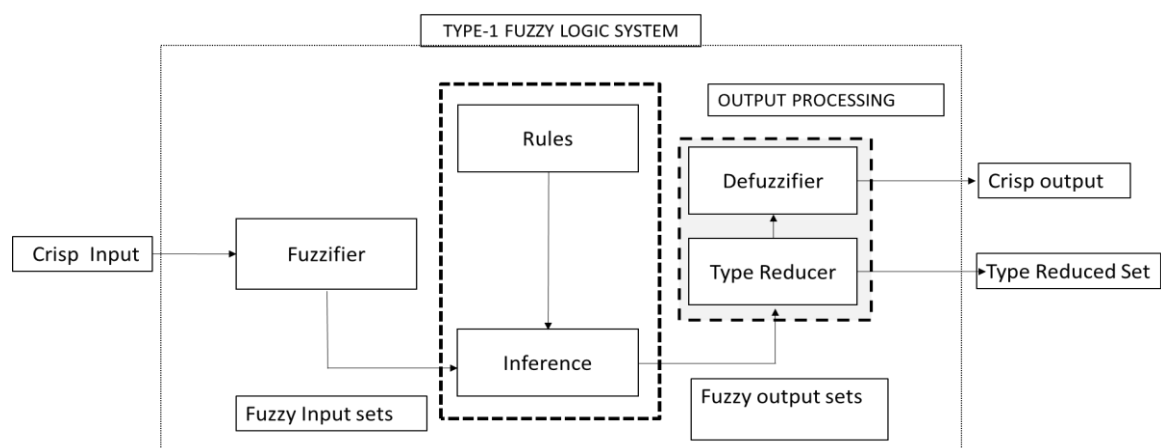 TYPE-1 FUZZY LOGIC SYSTEM
OUTPUT PROCESSING
Rules
Defuzzifier
Crisp output
Crisp Input
Fuzzifier
Type Reducer
Type Reduced Set
Inference
Fuzzy Input sets
Fuzzy output sets